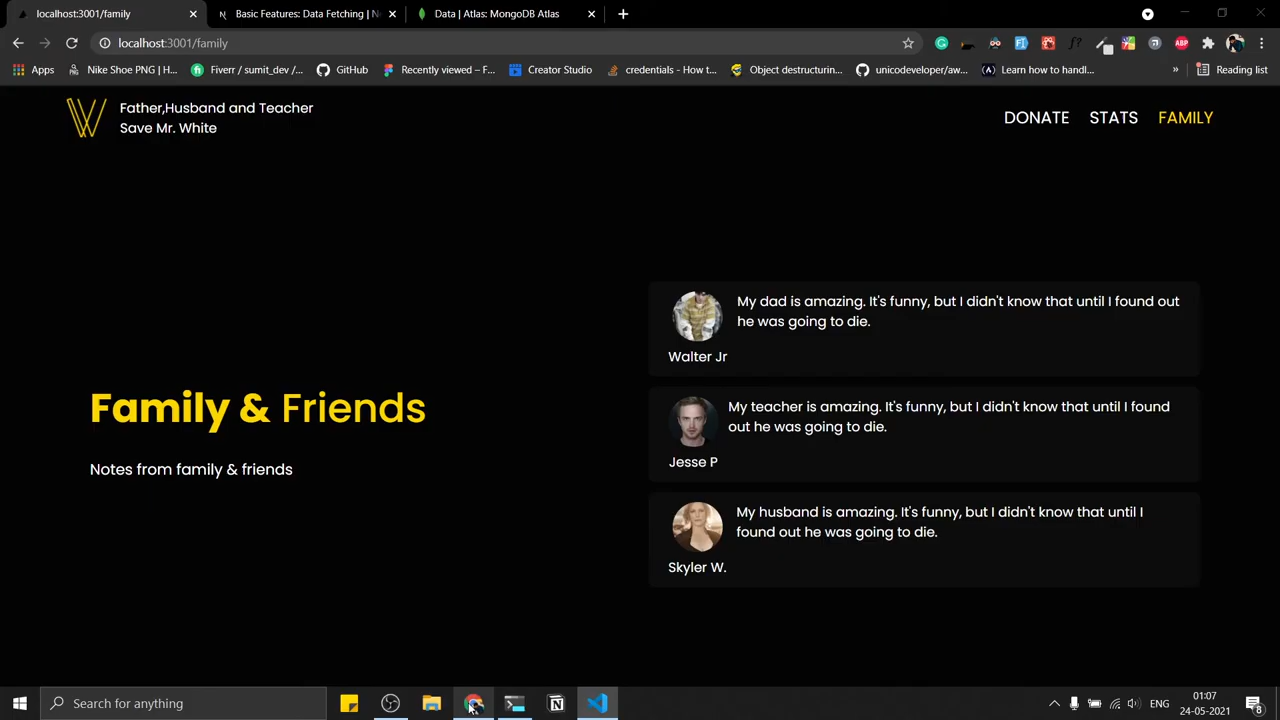 localhost:3001/family
Basic Features: Data Fetching | N
Data | Atlas: MongoDB Atlas
localhost:3001/family
Apps
Nike Shoe PNG | H...
Fiverr / sumit_dev /...
GitHub
Recently viewed – F...
Creator Studio
credentials - How t...
Object destructurin...
unicodeveloper/aw...
Learn how to handl...
»
Reading list
Father,Husband and Teacher
Save Mr. White
DONATE
STATS
FAMILY
My dad is amazing. It's funny, but I didn't know that until I found out
he was going to die.
Walter Jr
Family & Friends
Notes from family & friends
My teacher is amazing. It's funny, but I didn't know that until I found
out he was going to die.
Jesse P
My husband is amazing. It's funny, but I didn't know that until I
found out he was going to die.
Skyler W.
Search for anything
ENG
01:07
24-05-2021
8